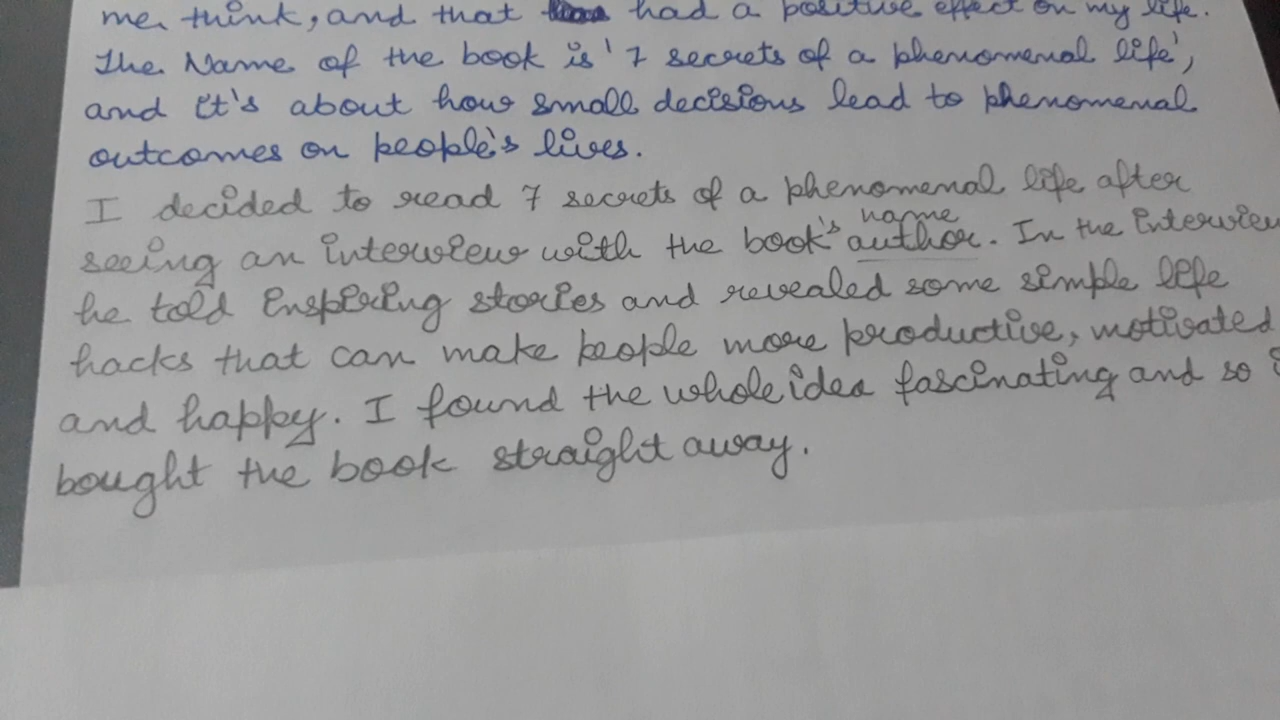 me think, and that had a positive effect on my life.
The Name of the book is '7 secrets of a phenomenal life',
and it's about how small decisions lead to phenomenal
outcomes on people's lives.
I decided to read 7 secrets of a phenomenal life after
name
seeing an interview with the book's author. In the interview
he told inspiring stories and revealed some simple life
hacks that can make people more productive, motivated
and happy. I found the whole idea fascinating and so i
bought the book straight away.